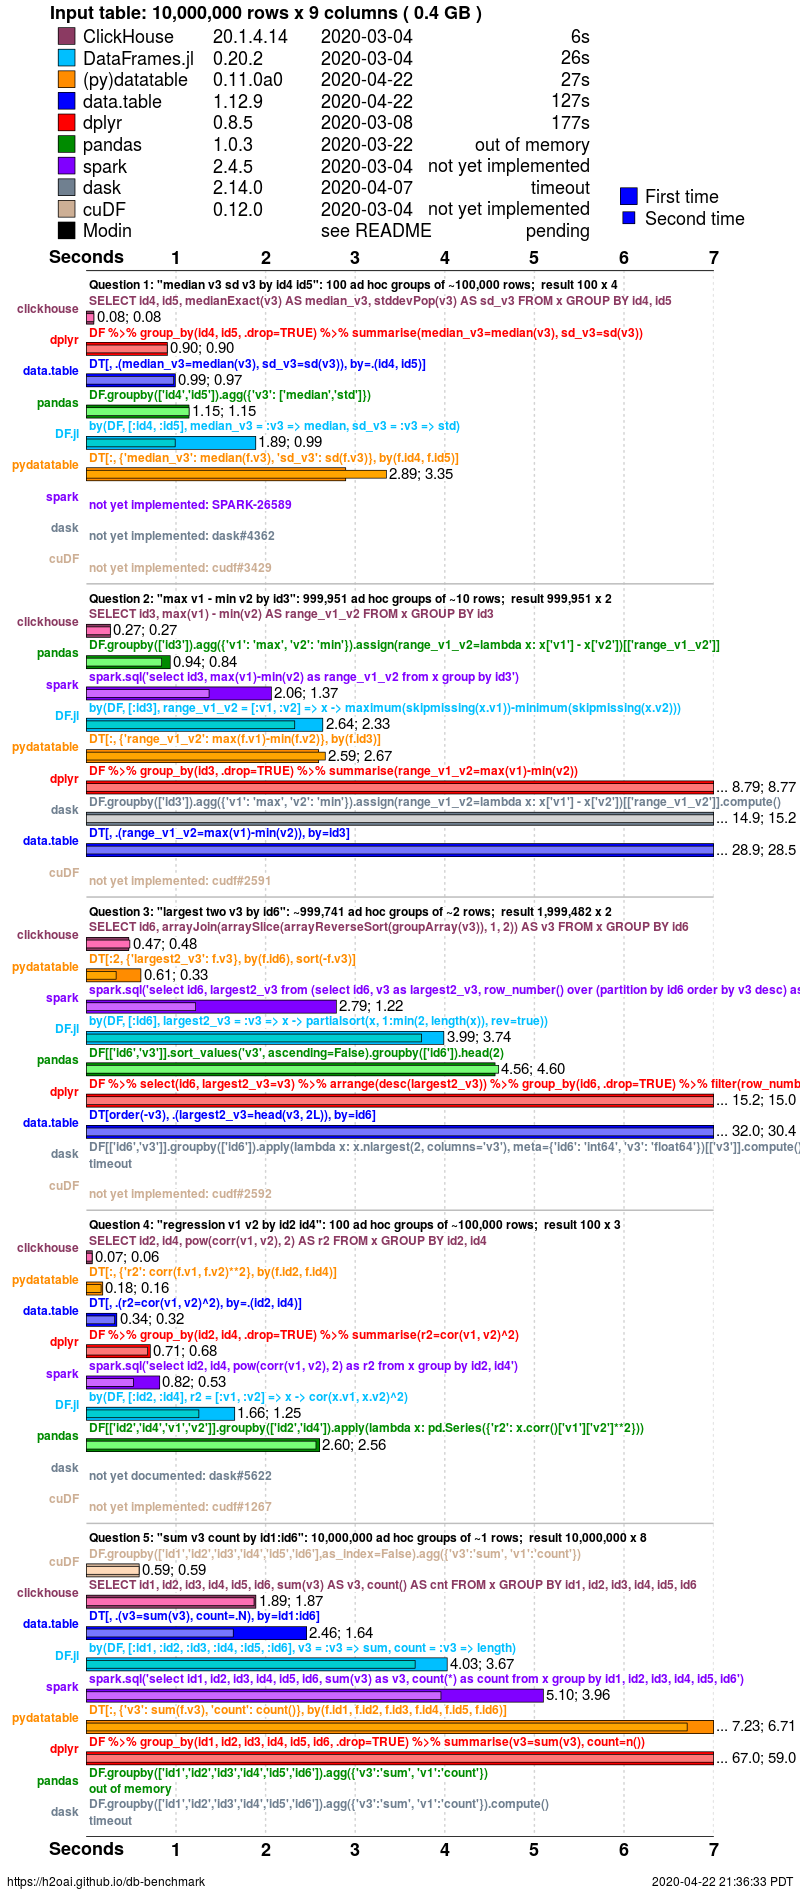 Input table: 10,000,000 rows x 9 columns ( 0.4 GB )
ClickHouse 20.1.4.14 2020-03-04 6s
DataFrames.jl 0.20.2 2020-03-04 26s
(py)datatable 0.11.0a0 2020-04-22 27s
data.table 1.12.9 2020-04-22 127s
dplyr 0.8.5 2020-03-08 177s
pandas 1.0.3 2020-03-22 out of memory
spark 2.4.5 2020-03-04 not yet implemented
dask 2.14.0 2020-04-07 timeout
cuDF 0.12.0 2020-03-04 not yet implemented
Modin see README pending
First time
Second time
Seconds 1 2 3 4 5 6 7
Question 1: "median v3 sd v3 by id4 id5": 100 ad hoc groups of ~100,000 rows; result 100 x 4
SELECT id4, id5, medianExact(v3) AS median_v3, stddevPop(v3) AS sd_v3 FROM x GROUP BY id4, id5
clickhouse 0.08; 0.08
DF %>% group_by(id4, id5, .drop=TRUE) %>% summarise(median_v3=median(v3), sd_v3=sd(v3))
dplyr 0.90; 0.90
DT[, .(median_v3=median(v3), sd_v3=sd(v3)), by=.(id4, id5)]
data.table 0.99; 0.97
DF.groupby(['id4','id5']).agg({'v3': ['median','std']})
pandas 1.15; 1.15
by(DF, [:id4, :id5], median_v3 = :v3 => median, sd_v3 = :v3 => std)
DF.jl 1.89; 0.99
DT[:, {'median_v3': median(f.v3), 'sd_v3': sd(f.v3)}, by(f.id4, f.id5)]
pydatatable 2.89; 3.35
spark not yet implemented: SPARK-26589
dask not yet implemented: dask#4362
cuDF not yet implemented: cudf#3429
Question 2: "max v1 - min v2 by id3": 999,951 ad hoc groups of ~10 rows; result 999,951 x 2
SELECT id3, max(v1) - min(v2) AS range_v1_v2 FROM x GROUP BY id3
clickhouse 0.27; 0.27
DF.groupby(['id3']).agg({'v1': 'max', 'v2': 'min'}).assign(range_v1_v2=lambda x: x['v1'] - x['v2'])[['range_v1_v2']]
pandas 0.94; 0.84
spark.sql('select id3, max(v1)-min(v2) as range_v1_v2 from x group by id3')
spark 2.06; 1.37
by(DF, [:id3], range_v1_v2 = [:v1, :v2] => x -> maximum(skipmissing(x.v1))-minimum(skipmissing(x.v2)))
DF.jl 2.64; 2.33
DT[:, {'range_v1_v2': max(f.v1)-min(f.v2)}, by(f.id3)]
pydatatable 2.59; 2.67
DF %>% group_by(id3, .drop=TRUE) %>% summarise(range_v1_v2=max(v1)-min(v2))
dplyr ... 8.79; 8.77
DF.groupby(['id3']).agg({'v1': 'max', 'v2': 'min'}).assign(range_v1_v2=lambda x: x['v1'] - x['v2'])[['range_v1_v2']].compute()
dask ... 14.9; 15.2
DT[, .(range_v1_v2=max(v1)-min(v2)), by=id3]
data.table ... 28.9; 28.5
cuDF not yet implemented: cudf#2591
Question 3: "largest two v3 by id6": ~999,741 ad hoc groups of ~2 rows; result 1,999,482 x 2
SELECT id6, arrayJoin(arraySlice(arrayReverseSort(groupArray(v3)), 1, 2)) AS v3 FROM x GROUP BY id6
clickhouse 0.47; 0.48
DT[:2, {'largest2_v3': f.v3}, by(f.id6), sort(-f.v3)]
pydatatable 0.61; 0.33
spark.sql('select id6, largest2_v3 from (select id6, v3 as largest2_v3, row_number() over (partition by id6 order by v3 desc) as
spark 2.79; 1.22
by(DF, [:id6], largest2_v3 = :v3 => x -> partialsort(x, 1:min(2, length(x)), rev=true))
DF.jl 3.99; 3.74
DF[['id6','v3']].sort_values('v3', ascending=False).groupby(['id6']).head(2)
pandas 4.56; 4.60
DF %>% select(id6, largest2_v3=v3) %>% arrange(desc(largest2_v3)) %>% group_by(id6, .drop=TRUE) %>% filter(row_numb
dplyr ... 15.2; 15.0
DT[order(-v3), .(largest2_v3=head(v3, 2L)), by=id6]
data.table ... 32.0; 30.4
DF[['id6','v3']].groupby(['id6']).apply(lambda x: x.nlargest(2, columns='v3'), meta={'id6': 'int64', 'v3': 'float64'})[['v3']].compute()
dask timeout
cuDF not yet implemented: cudf#2592
Question 4: "regression v1 v2 by id2 id4": 100 ad hoc groups of ~100,000 rows; result 100 x 3
SELECT id2, id4, pow(corr(v1, v2), 2) AS r2 FROM x GROUP BY id2, id4
clickhouse 0.07; 0.06
DT[:, {'r2': corr(f.v1, f.v2)**2}, by(f.id2, f.id4)]
pydatatable 0.18; 0.16
DT[, .(r2=cor(v1, v2)^2), by=.(id2, id4)]
data.table 0.34; 0.32
DF %>% group_by(id2, id4, .drop=TRUE) %>% summarise(r2=cor(v1, v2)^2)
dplyr 0.71; 0.68
spark.sql('select id2, id4, pow(corr(v1, v2), 2) as r2 from x group by id2, id4')
spark 0.82; 0.53
by(DF, [:id2, :id4], r2 = [:v1, :v2] => x -> cor(x.v1, x.v2)^2)
DF.jl 1.66; 1.25
DF[['id2','id4','v1','v2']].groupby(['id2','id4']).apply(lambda x: pd.Series({'r2': x.corr()['v1']['v2']**2}))
pandas 2.60; 2.56
dask not yet documented: dask#5622
cuDF not yet implemented: cudf#1267
Question 5: "sum v3 count by id1:id6": 10,000,000 ad hoc groups of ~1 rows; result 10,000,000 x 8
DF.groupby(['id1','id2','id3','id4','id5','id6'],as_index=False).agg({'v3':'sum', 'v1':'count'})
cuDF 0.59; 0.59
SELECT id1, id2, id3, id4, id5, id6, sum(v3) AS v3, count() AS cnt FROM x GROUP BY id1, id2, id3, id4, id5, id6
clickhouse 1.89; 1.87
DT[, .(v3=sum(v3), count=.N), by=id1:id6]
data.table 2.46; 1.64
by(DF, [:id1, :id2, :id3, :id4, :id5, :id6], v3 = :v3 => sum, count = :v3 => length)
DF.jl 4.03; 3.67
spark.sql('select id1, id2, id3, id4, id5, id6, sum(v3) as v3, count(*) as count from x group by id1, id2, id3, id4, id5, id6')
spark 5.10; 3.96
DT[:, {'v3': sum(f.v3), 'count': count()}, by(f.id1, f.id2, f.id3, f.id4, f.id5, f.id6)]
pydatatable ... 7.23; 6.71
DF %>% group_by(id1, id2, id3, id4, id5, id6, .drop=TRUE) %>% summarise(v3=sum(v3), count=n())
dplyr ... 67.0; 59.0
DF.groupby(['id1','id2','id3','id4','id5','id6']).agg({'v3':'sum', 'v1':'count'})
pandas out of memory
DF.groupby(['id1','id2','id3','id4','id5','id6']).agg({'v3':'sum', 'v1':'count'}).compute()
dask timeout
Seconds 1 2 3 4 5 6 7
https://h2oai.github.io/db-benchmark 2020-04-22 21:36:33 PDT